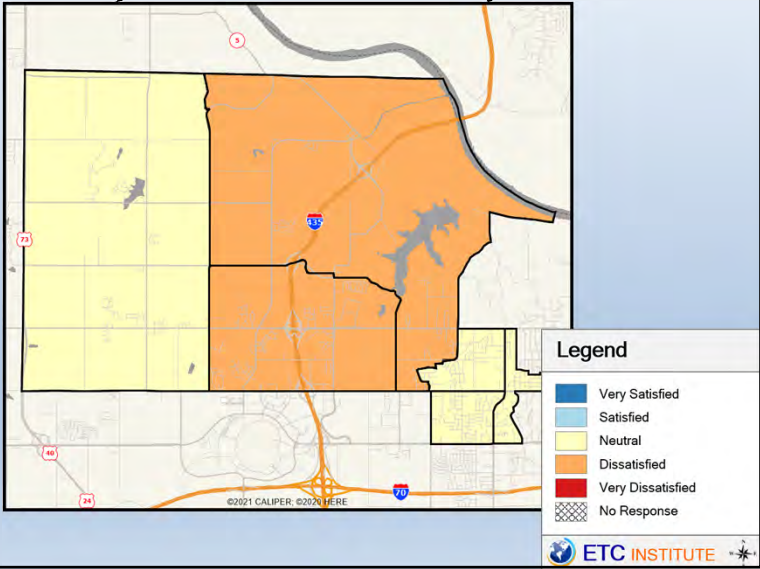 5
435
73
40
24
70
©2021 CALIPER; ©2020 HERE
Legend
Very Satisfied
Satisfied
Neutral
Dissatisfied
Very Dissatisfied
No Response
ETC INSTITUTE